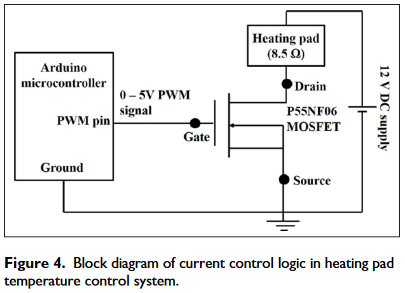 Arduino
microcontroller
PWM pin
Ground
0 – 5V PWM
signal
Gate
Heating pad
(8.5 Ω)
Drain
P55NF06
MOSFET
Source
12 V DC supply
Figure 4. Block diagram of current control logic in heating pad
temperature control system.